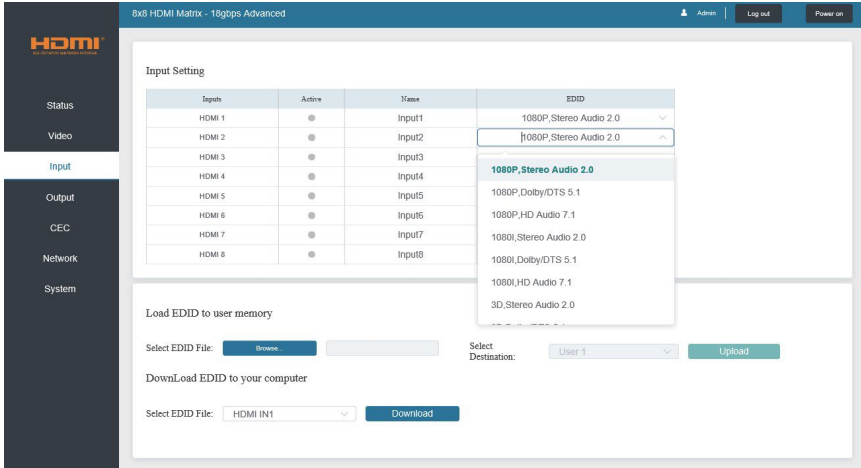 8x8 HDMI Matrix - 18gbps Advanced
Admin
Log out
Power on
HDMI
Status
Video
Input
Output
CEC
Network
System
Input Setting
Inputs Active Name EDID
HDMI 1 Input1 1080P,Stereo Audio 2.0
HDMI 2 Input2 1080P,Stereo Audio 2.0
HDMI 3 Input3
HDMI 4 Input4
HDMI 5 Input5
HDMI 6 Input6
HDMI 7 Input7
HDMI 8 Input8
1080P,Stereo Audio 2.0
1080P,Dolby/DTS 5.1
1080P,HD Audio 7.1
1080I,Stereo Audio 2.0
1080I,Dolby/DTS 5.1
1080I,HD Audio 7.1
3D,Stereo Audio 2.0
Load EDID to user memory
Select EDID File: Browse...
Select
Destination:
User 1
Upload
DownLoad EDID to your computer
Select EDID File: HDMI IN1 Download